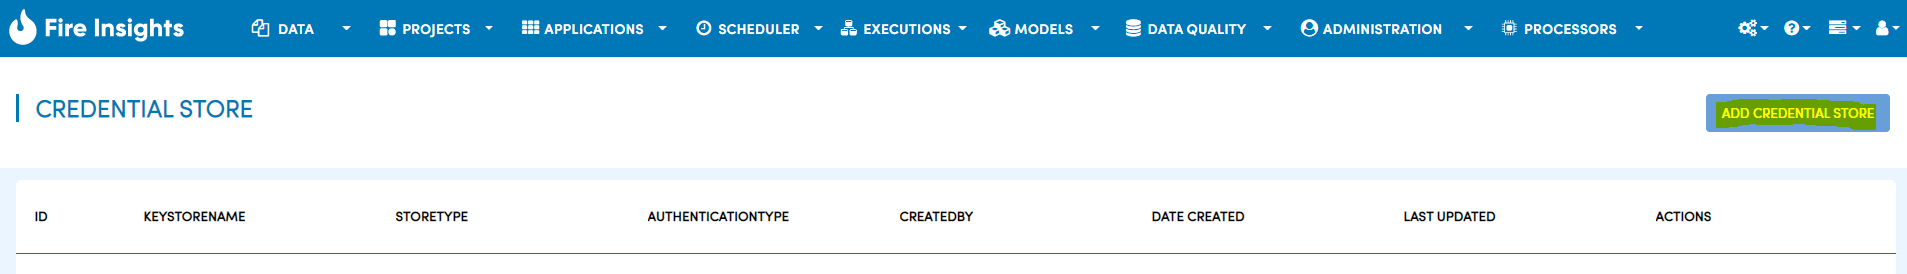 Fire Insights DATA PROJECTS APPLICATIONS SCHEDULER EXECUTIONS MODELS DATA QUALITY ADMINISTRATION PROCESSORS
CREDENTIAL STORE
ADD CREDENTIAL STORE
ID KEYSTORENAME STORETYPE AUTHENTICATIONTYPE CREATEDBY DATE CREATED LAST UPDATED ACTIONS